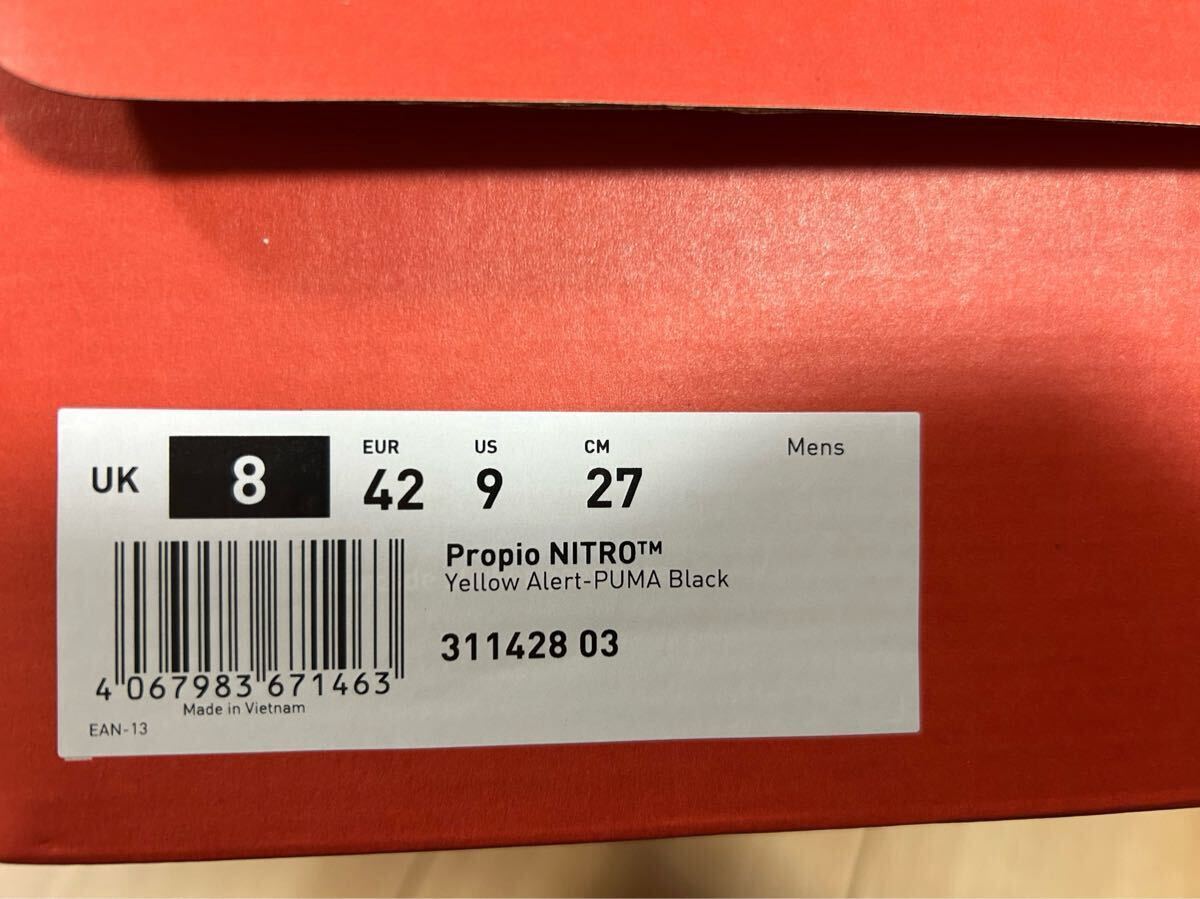 EUR US CM Mens
UK 8 42 9 27
Propio NITRO™
Yellow Alert-PUMA Black
311428 03
4 067983 671463
Made in Vietnam
EAN-13